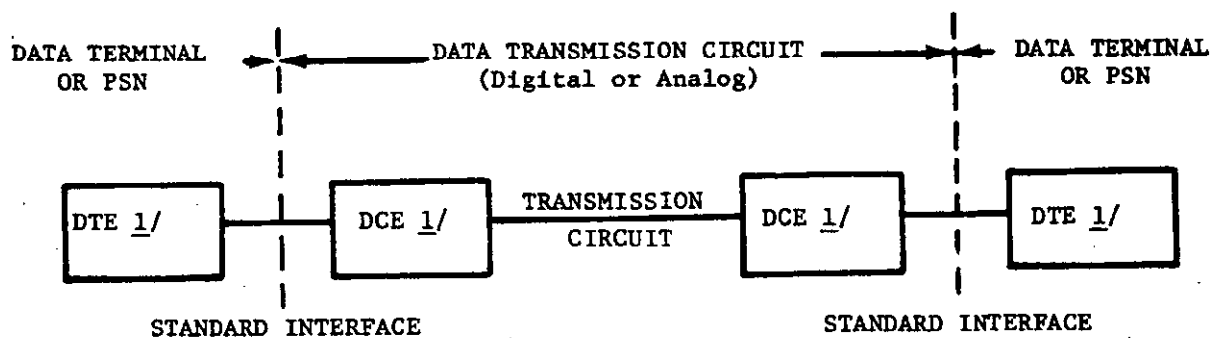 DATA TERMINAL
OR PSN
DATA TRANSMISSION CIRCUIT
(Digital or Analog)
DATA TERMINAL
OR PSN
DTE 1/
DCE 1/
TRANSMISSION
CIRCUIT
DCE 1/
DTE 1/
STANDARD INTERFACE
STANDARD INTERFACE